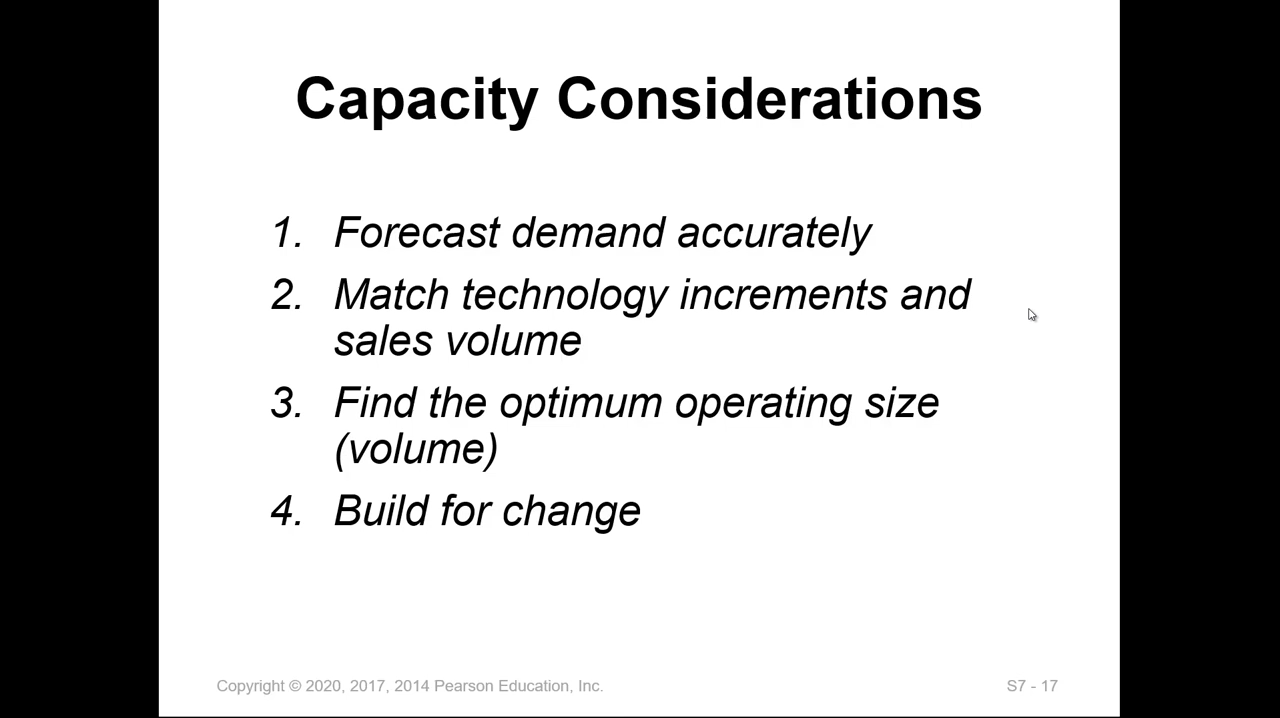 Capacity Considerations
1. Forecast demand accurately
2. Match technology increments and
sales volume
3. Find the optimum operating size
(volume)
4. Build for change
Copyright © 2020, 2017, 2014 Pearson Education, Inc.
S7 - 17